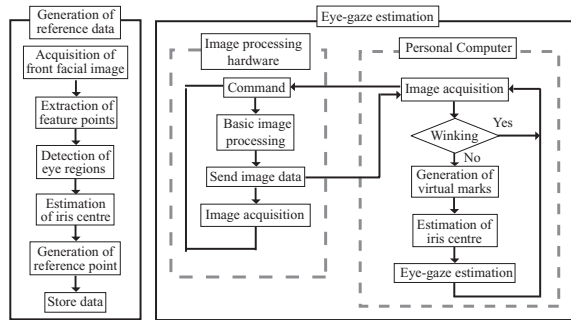 Generation of
reference data
Acquisition of
front facial image
Extraction of
feature points
Detection of
eye regions
Estimation
of iris centre
Generation of
reference point
Store data
Eye-gaze estimation
Image processing
hardware
Command
Basic image
processing
Send image data
Image acquisition
Personal Computer
Image acquisition
Winking
Yes
No
Generation of
virtual marks
Estimation of
iris centre
Eye-gaze estimation